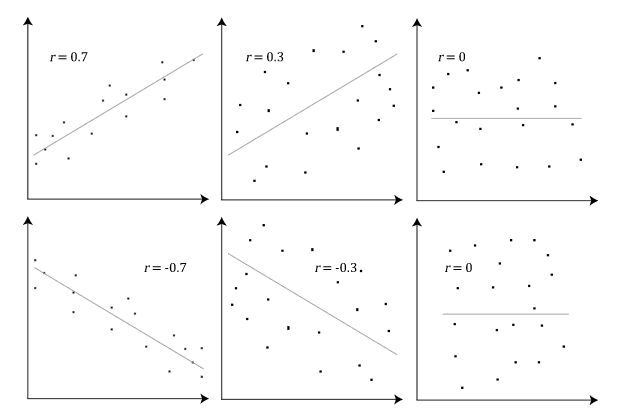 r = 0.7
r = 0.3
r = 0
r = -0.7
r = -0.3
r = 0